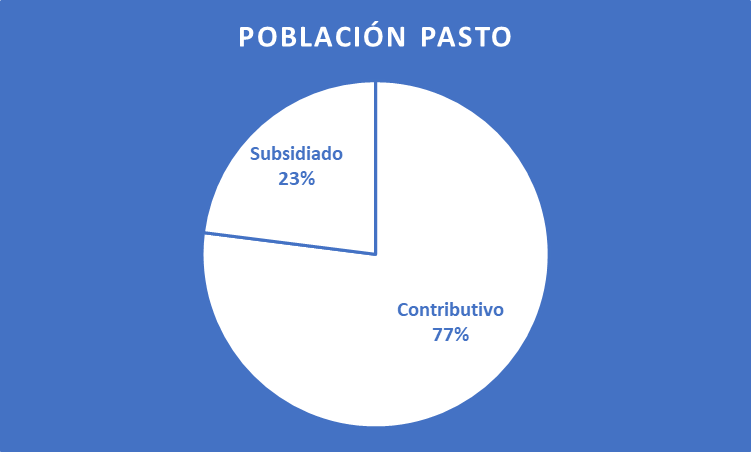 POBLACIÓN PASTO
Subsidiado
23%
Contributivo
77%